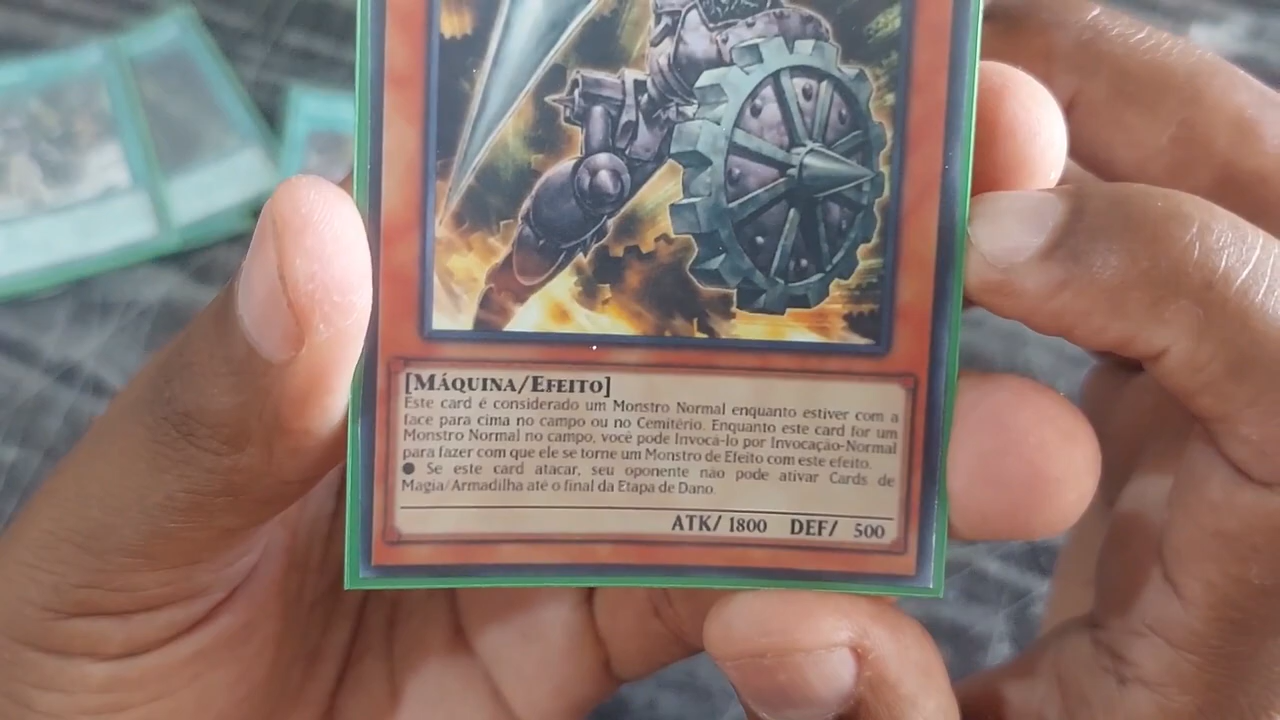 [Máquina/Efeito]
Este card é considerado um Monstro Normal enquanto estiver com a
face para cima no campo ou no Cemitério. Enquanto este card for um
Monstro Normal no campo, você pode Invocá-lo por Invocação-Normal
para fazer com que ele se torne um Monstro de Efeito com este efeito.
● Se este card atacar, seu oponente não pode ativar Cards de
Magia/Armadilha até o final da Etapa de Dano.
ATK/ 1800 DEF/ 500